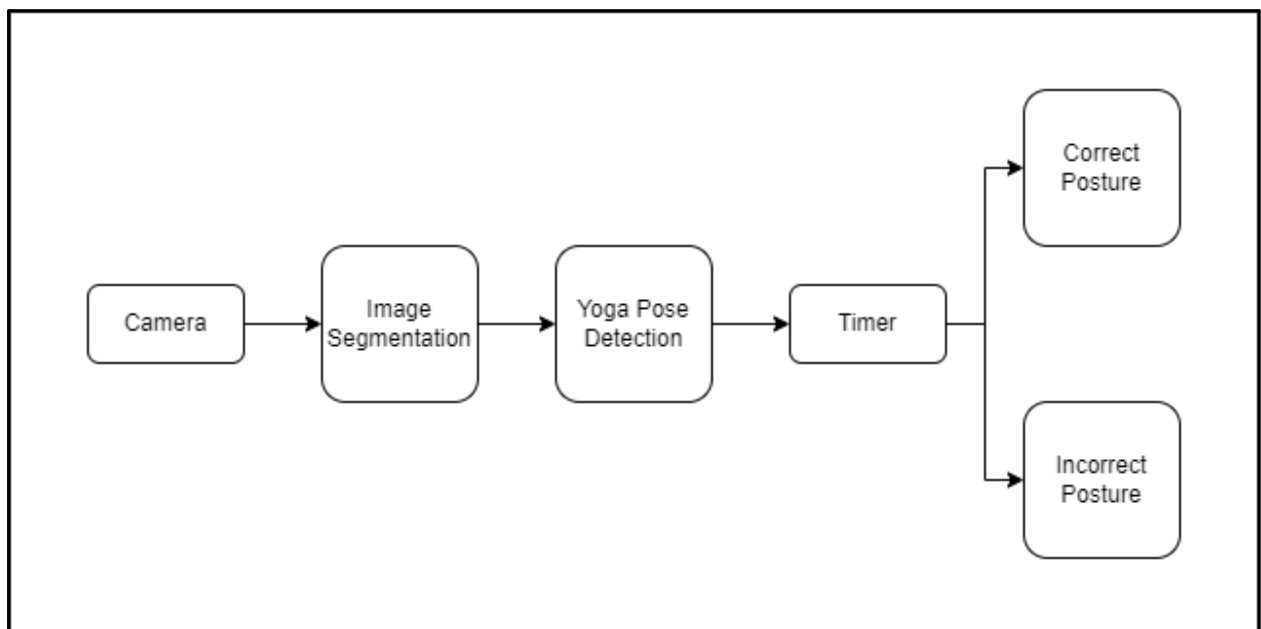 Camera
Image
Segmentation
Yoga Pose
Detection
Timer
Correct
Posture
Incorrect
Posture